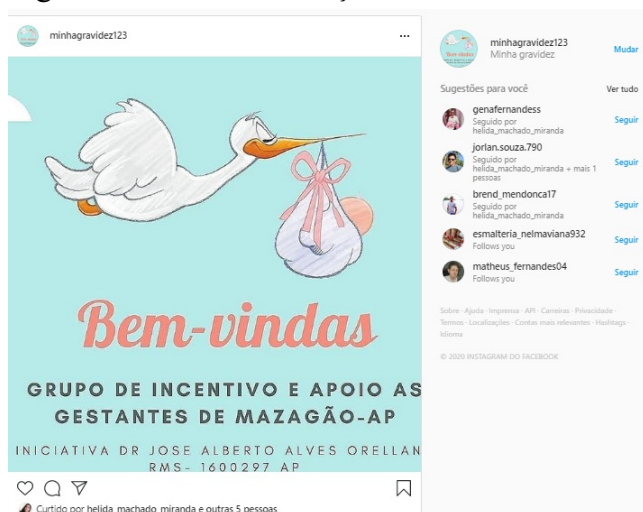 minhagravidez123
Bem-vindas
GRUPO DE INCENTIVO E APOIO AS
GESTANTES DE MAZAGÃO-AP
INICIATIVA DR JOSE ALBERTO ALVES ORELLAN
RMS- 1600297 AP
Curtido por helida_machado_miranda e outras 5 pessoas
minhagravidez123
Minha gravidez
Mudar
Sugestões para você
Ver tudo
genafernandess
Seguido por
helida_machado_miranda
Seguir
jorlan.souza.790
Seguido por
helida_machado_miranda + mais 1
pessoas
Seguir
brend_mendonca17
Seguido por
helida_machado_miranda
Seguir
esmalteria_nelmaviana932
Follows you
Seguir
matheus_fernandes04
Follows you
Seguir
Sobre · Ajuda · Imprensa · API · Carreiras · Privacidade ·
Termos · Localizações · Contas mais relevantes · Hashtags ·
Idioma
© 2020 INSTAGRAM DO FACEBOOK